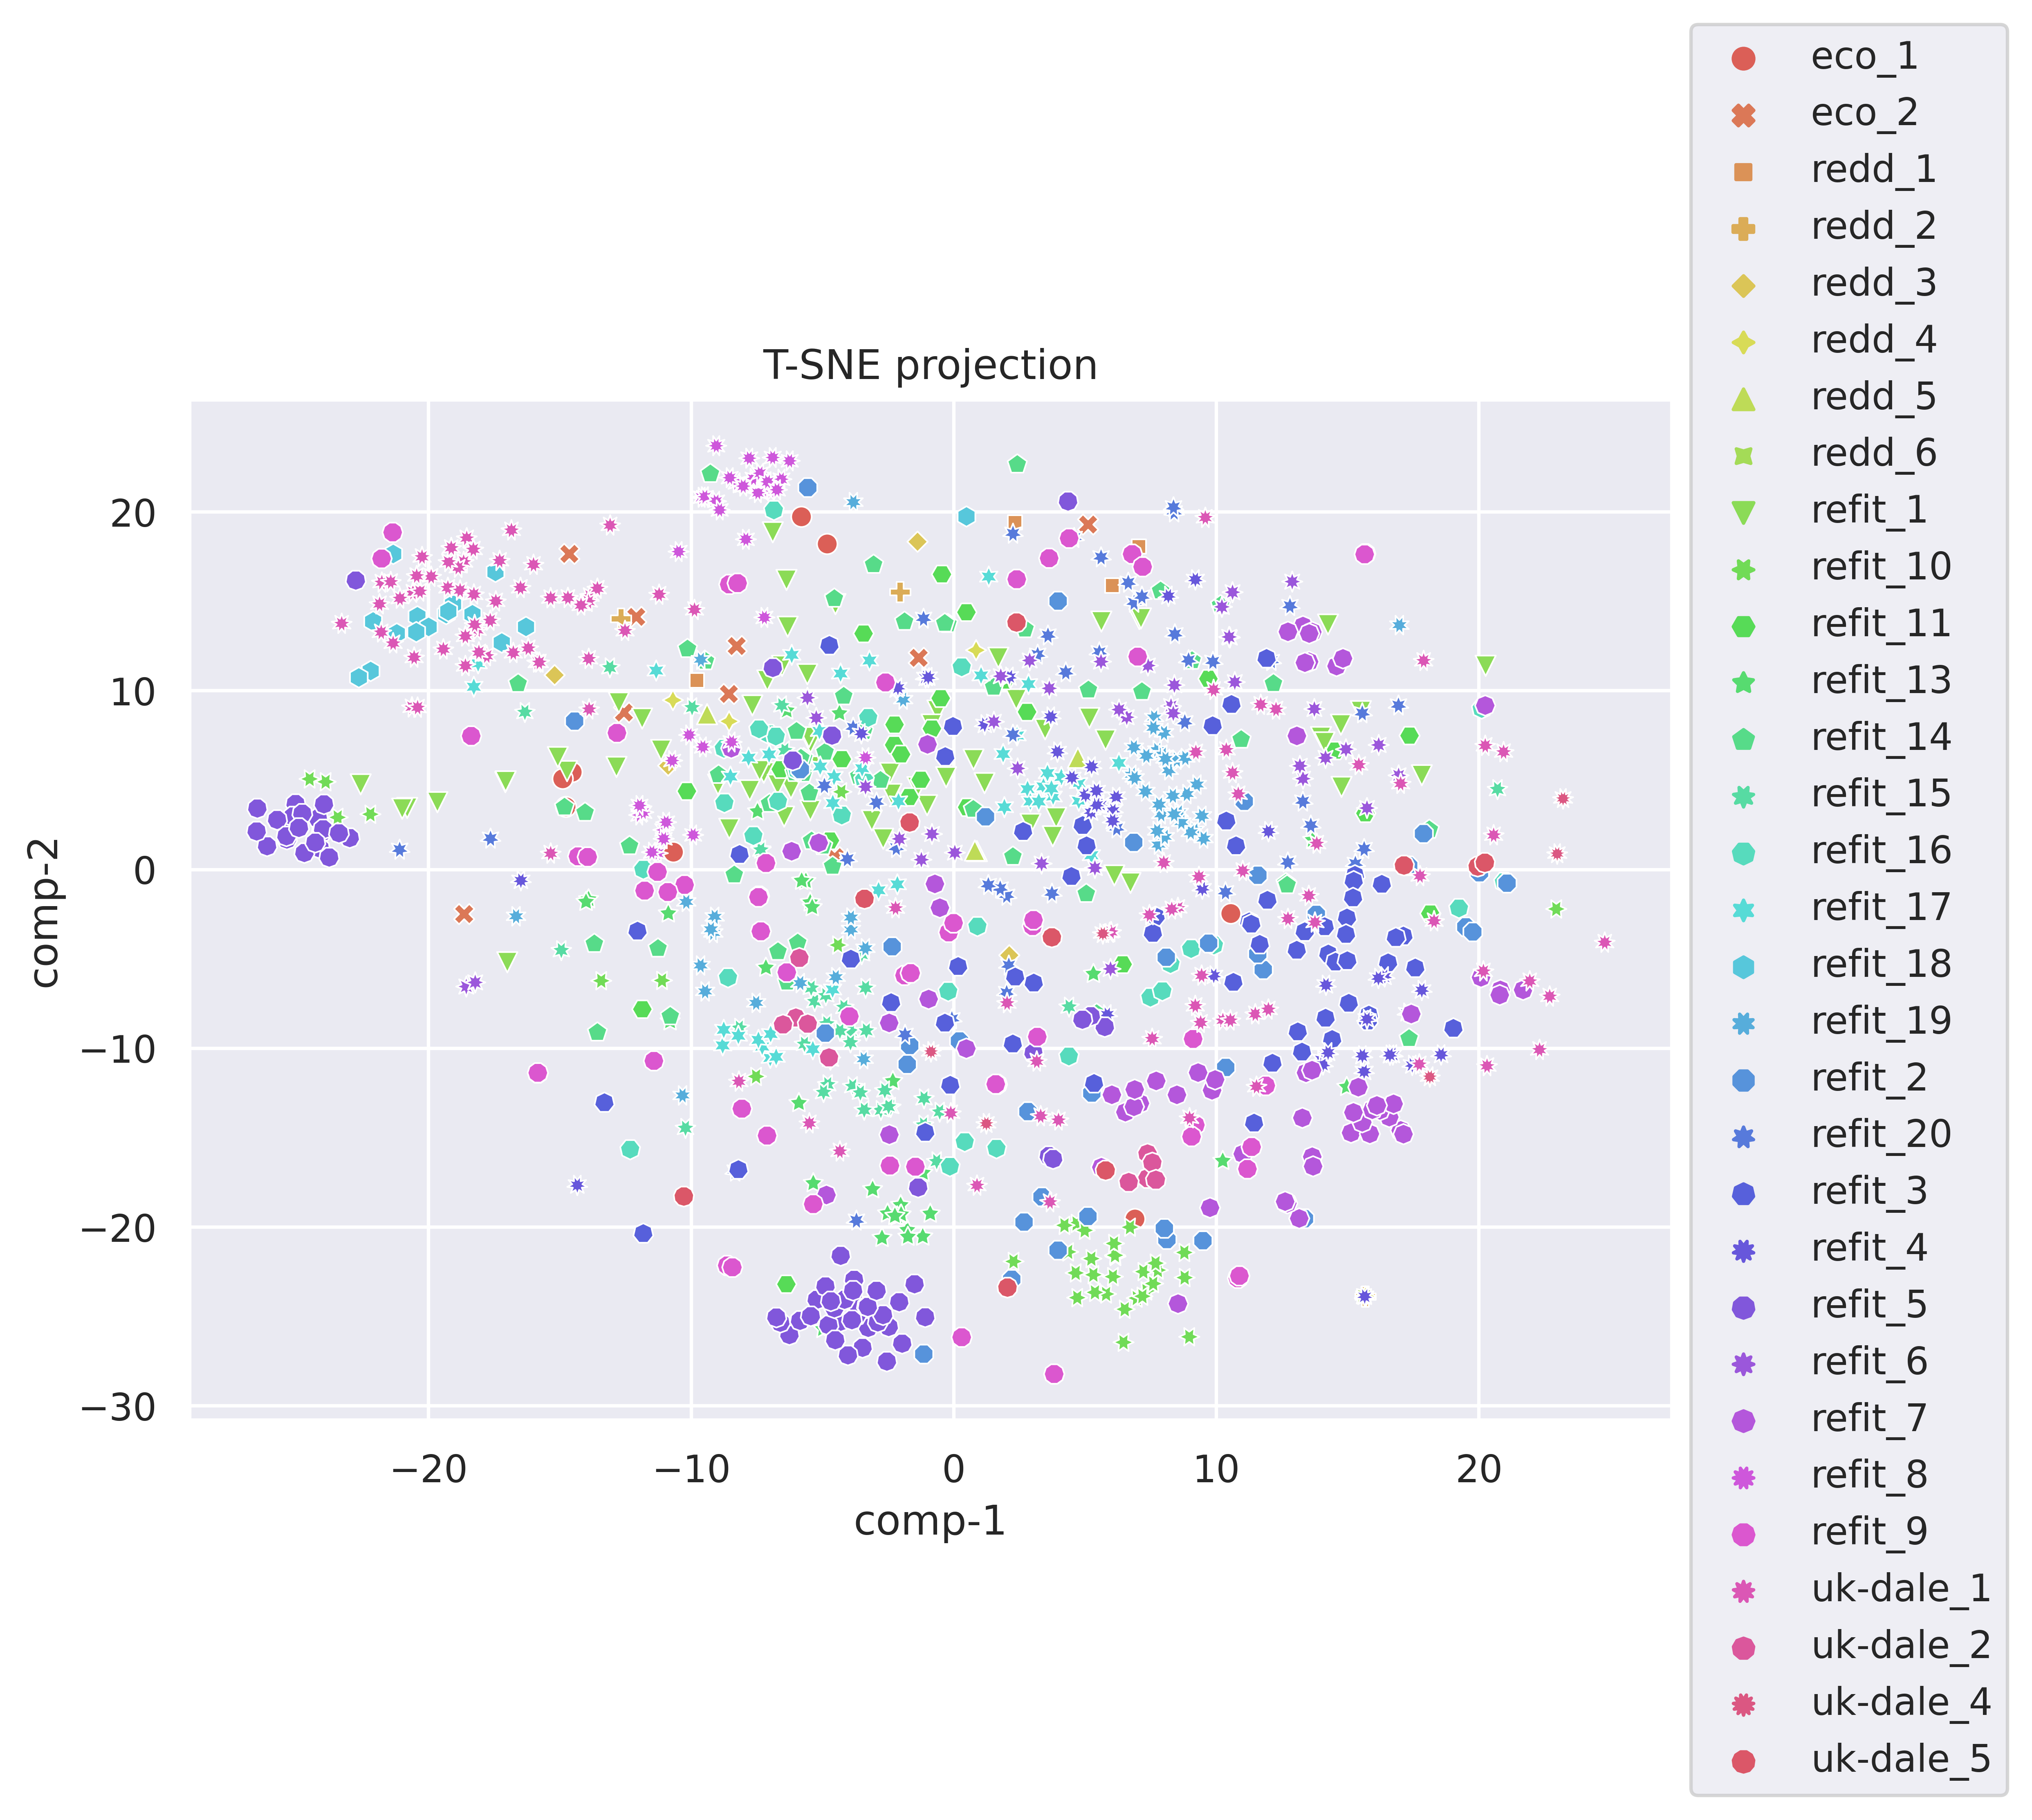 T-SNE projection
comp-2
20
10
0
−10
−20
−30
−20
−10
0
10
20
comp-1
eco_1
eco_2
redd_1
redd_2
redd_3
redd_4
redd_5
redd_6
refit_1
refit_10
refit_11
refit_13
refit_14
refit_15
refit_16
refit_17
refit_18
refit_19
refit_2
refit_20
refit_3
refit_4
refit_5
refit_6
refit_7
refit_8
refit_9
uk-dale_1
uk-dale_2
uk-dale_4
uk-dale_5